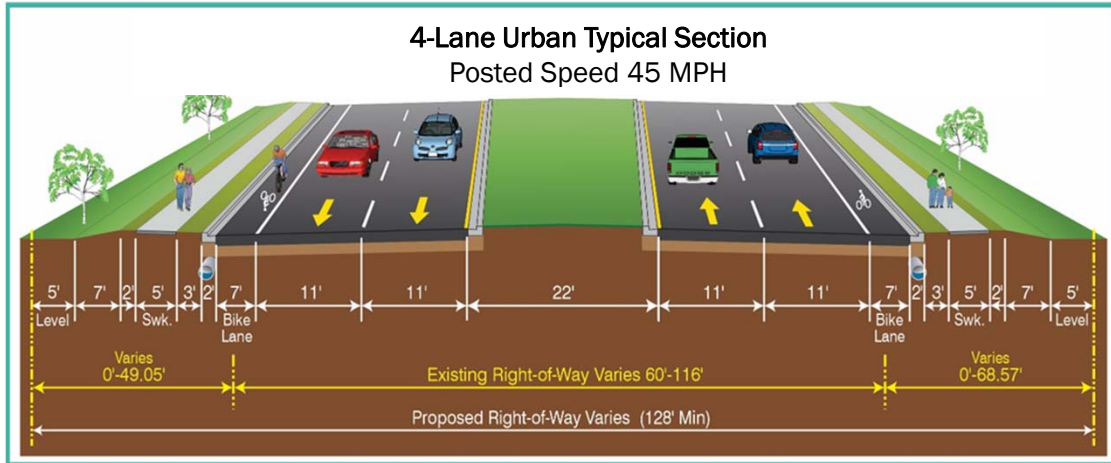 4-Lane Urban Typical Section
Posted Speed 45 MPH
5' 7' 2' 5' 3' 2' 7' 11' 11' 22' 11' 11' 7' 2' 3' 5' 2' 7' 5'
Level Swk. Bike Lane Bike Lane Swk. Level
Varies
0'-49.05'
Existing Right-of-Way Varies 60'-116'
Varies
0'-68.57'
Proposed Right-of-Way Varies (128' Min)